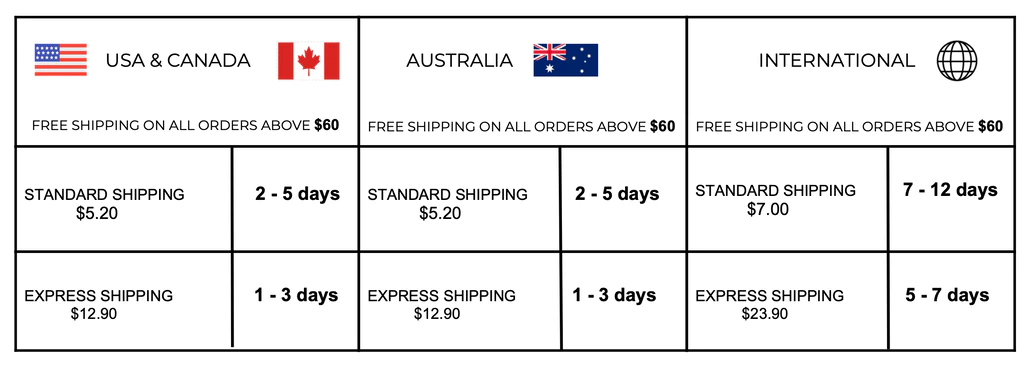 USA & CANADA
FREE SHIPPING ON ALL ORDERS ABOVE $60
AUSTRALIA
FREE SHIPPING ON ALL ORDERS ABOVE $60
INTERNATIONAL
FREE SHIPPING ON ALL ORDERS ABOVE $60
STANDARD SHIPPING
$5.20
2 - 5 days
STANDARD SHIPPING
$5.20
2 - 5 days
STANDARD SHIPPING
$7.00
7 - 12 days
EXPRESS SHIPPING
$12.90
1 - 3 days
EXPRESS SHIPPING
$12.90
1 - 3 days
EXPRESS SHIPPING
$23.90
5 - 7 days